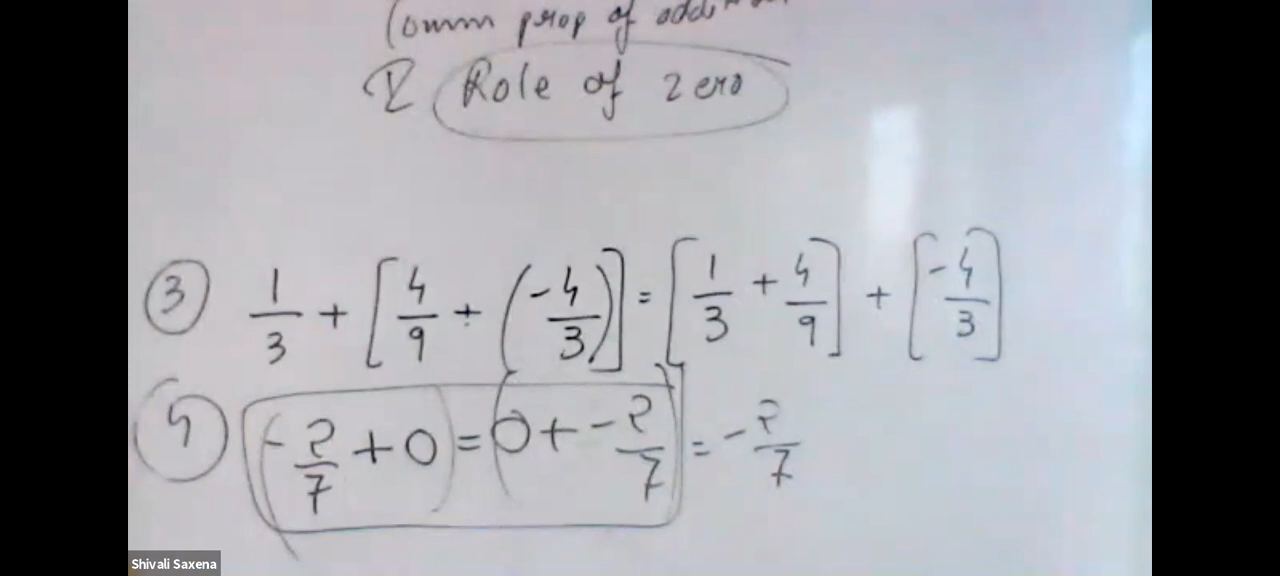 Comm prop of addition
I Role of zero
③ 1/3 + [4/9 + (-4/3)] = [1/3 + 4/9] + [-4/3]
④ -2/7 + 0 = 0 + -2/7 = -2/7
Shivali Saxena